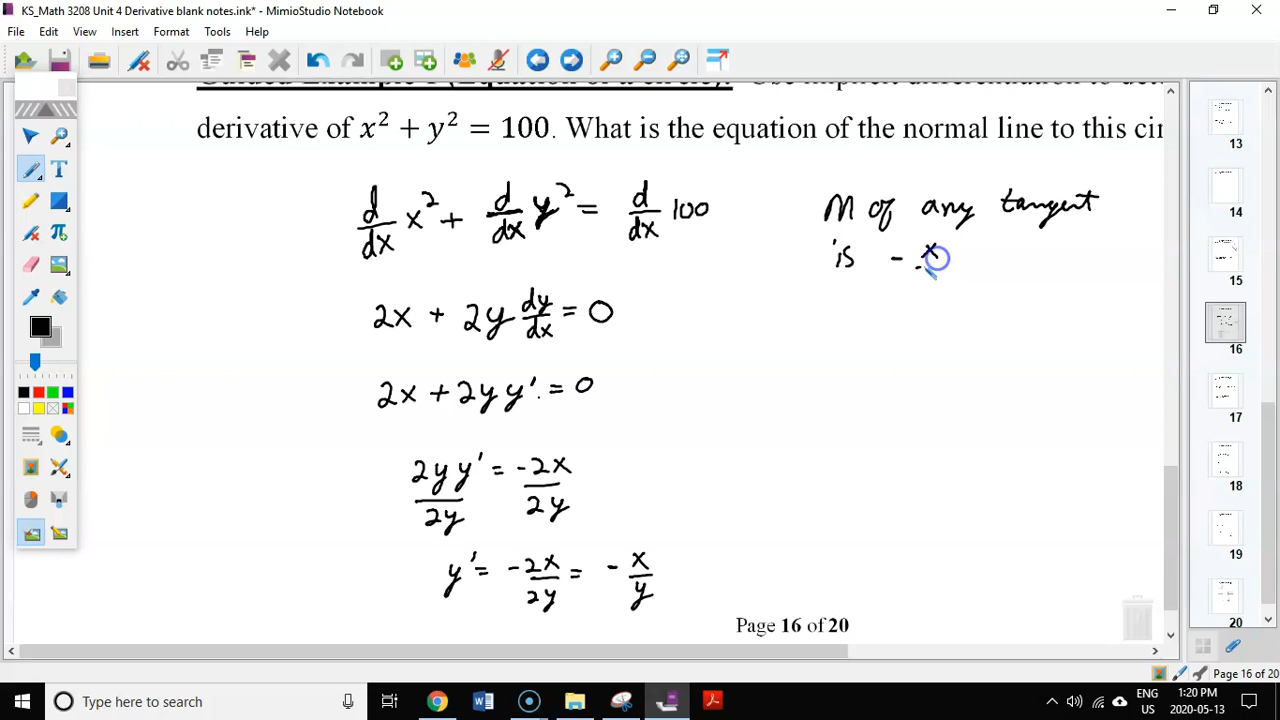 KS_Math 3208 Unit 4 Derivative blank notes.ink* - MimioStudio Notebook
File Edit View Insert Format Tools Help
derivative of x² + y² = 100. What is the equation of the normal line to this cir
d/dx x² + d/dx y² = d/dx 100
2x + 2y dy/dx = 0
2x + 2y y' = 0
2y y'/2y = -2x/2y
y' = -2x/2y = - x/y
M of any tangent
is - x
Page 16 of 20
13
14
15
16
17
18
19
20
Page 16 of 20
Type here to search
ENG
US
1:20 PM
2020-05-13